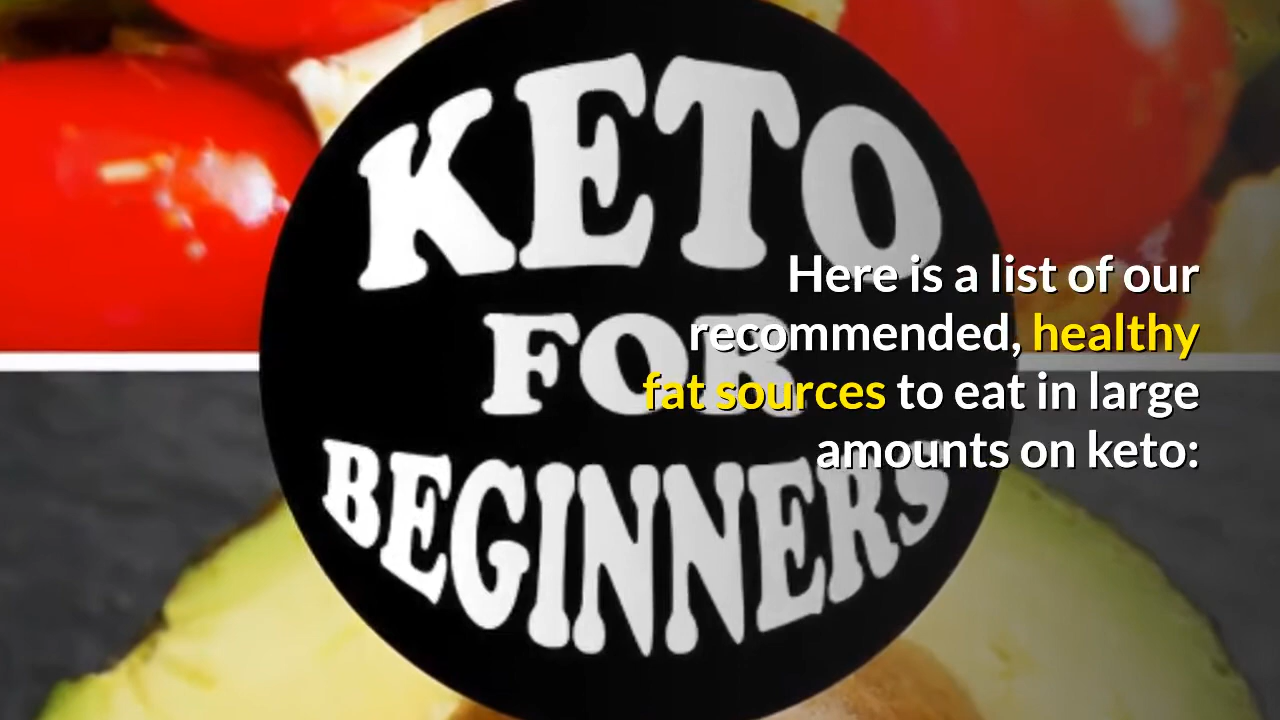 KETO
FOR
BEGINNERS
Here is a list of our
recommended, healthy
fat sources to eat in large
amounts on keto: